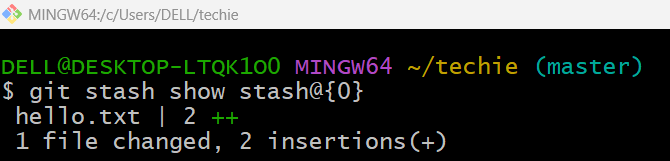 MINGW64:/c/Users/DELL/techie
DELL@DESKTOP-LTQK1O0 MINGW64 ~/techie (master)
$ git stash show stash@{0}
 hello.txt | 2 ++
 1 file changed, 2 insertions(+)